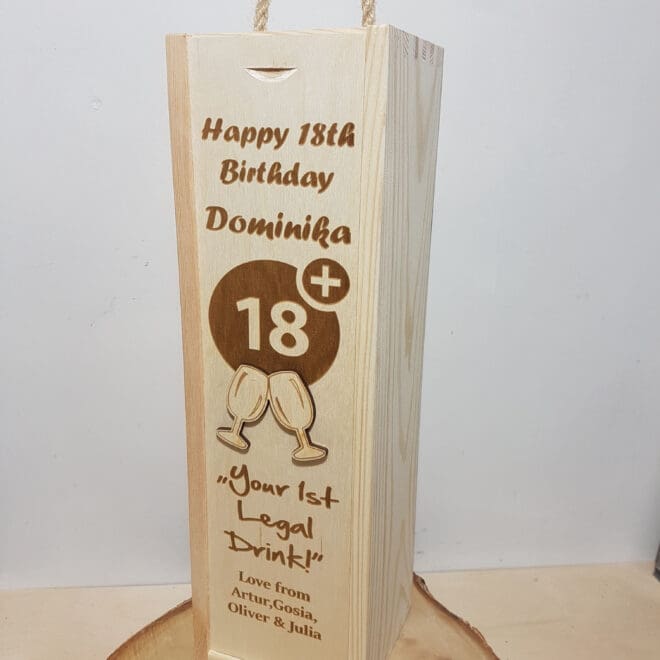 Happy 18th
Birthday
Dominika
18
+
„Your 1st
Legal
Drink!”
Love from
Artur,Gosia,
Oliver & Julia